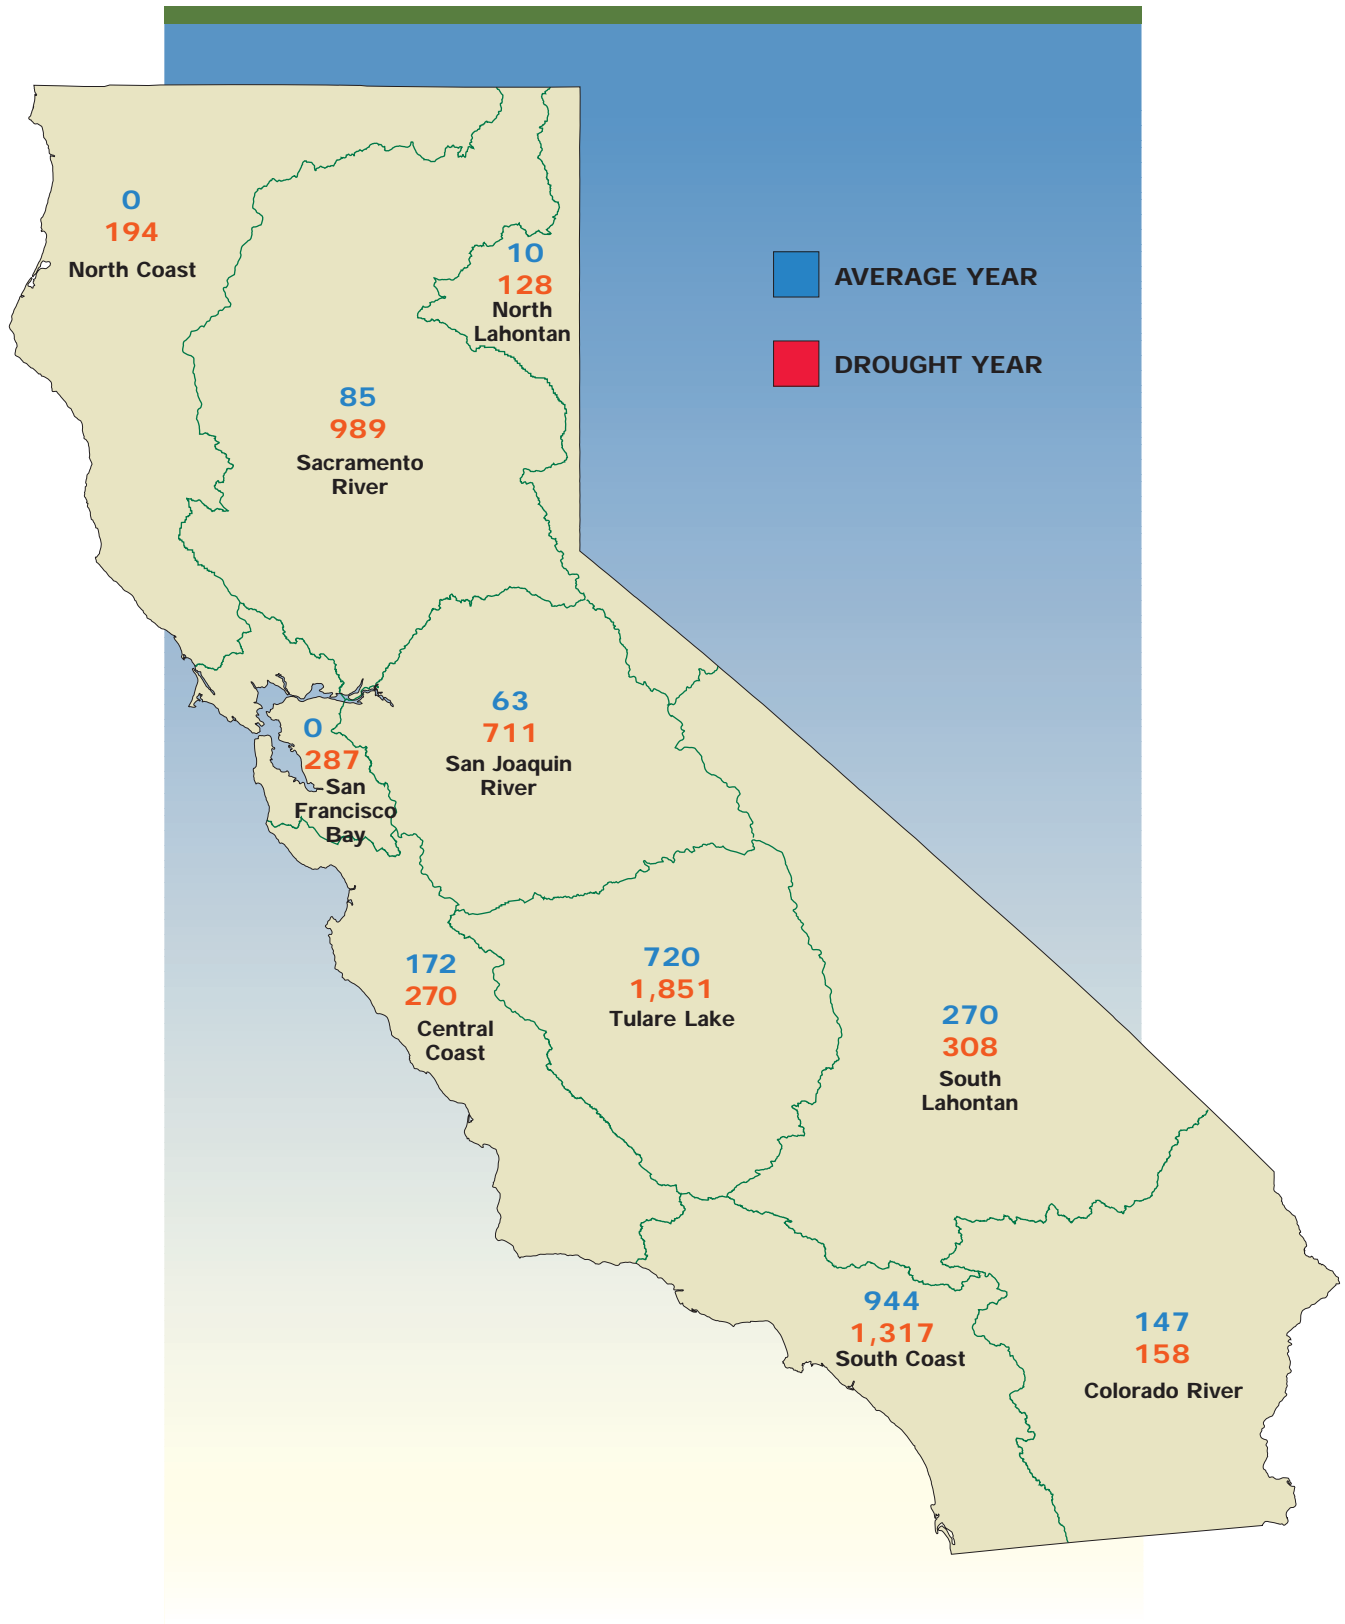 0
194
North Coast
10
128
North
Lahontan
AVERAGE YEAR
DROUGHT YEAR
85
989
Sacramento
River
63
711
San Joaquin
River
0
287
San
Francisco
Bay
172
270
Central
Coast
720
1,851
Tulare Lake
270
308
South
Lahontan
944
1,317
South Coast
147
158
Colorado River